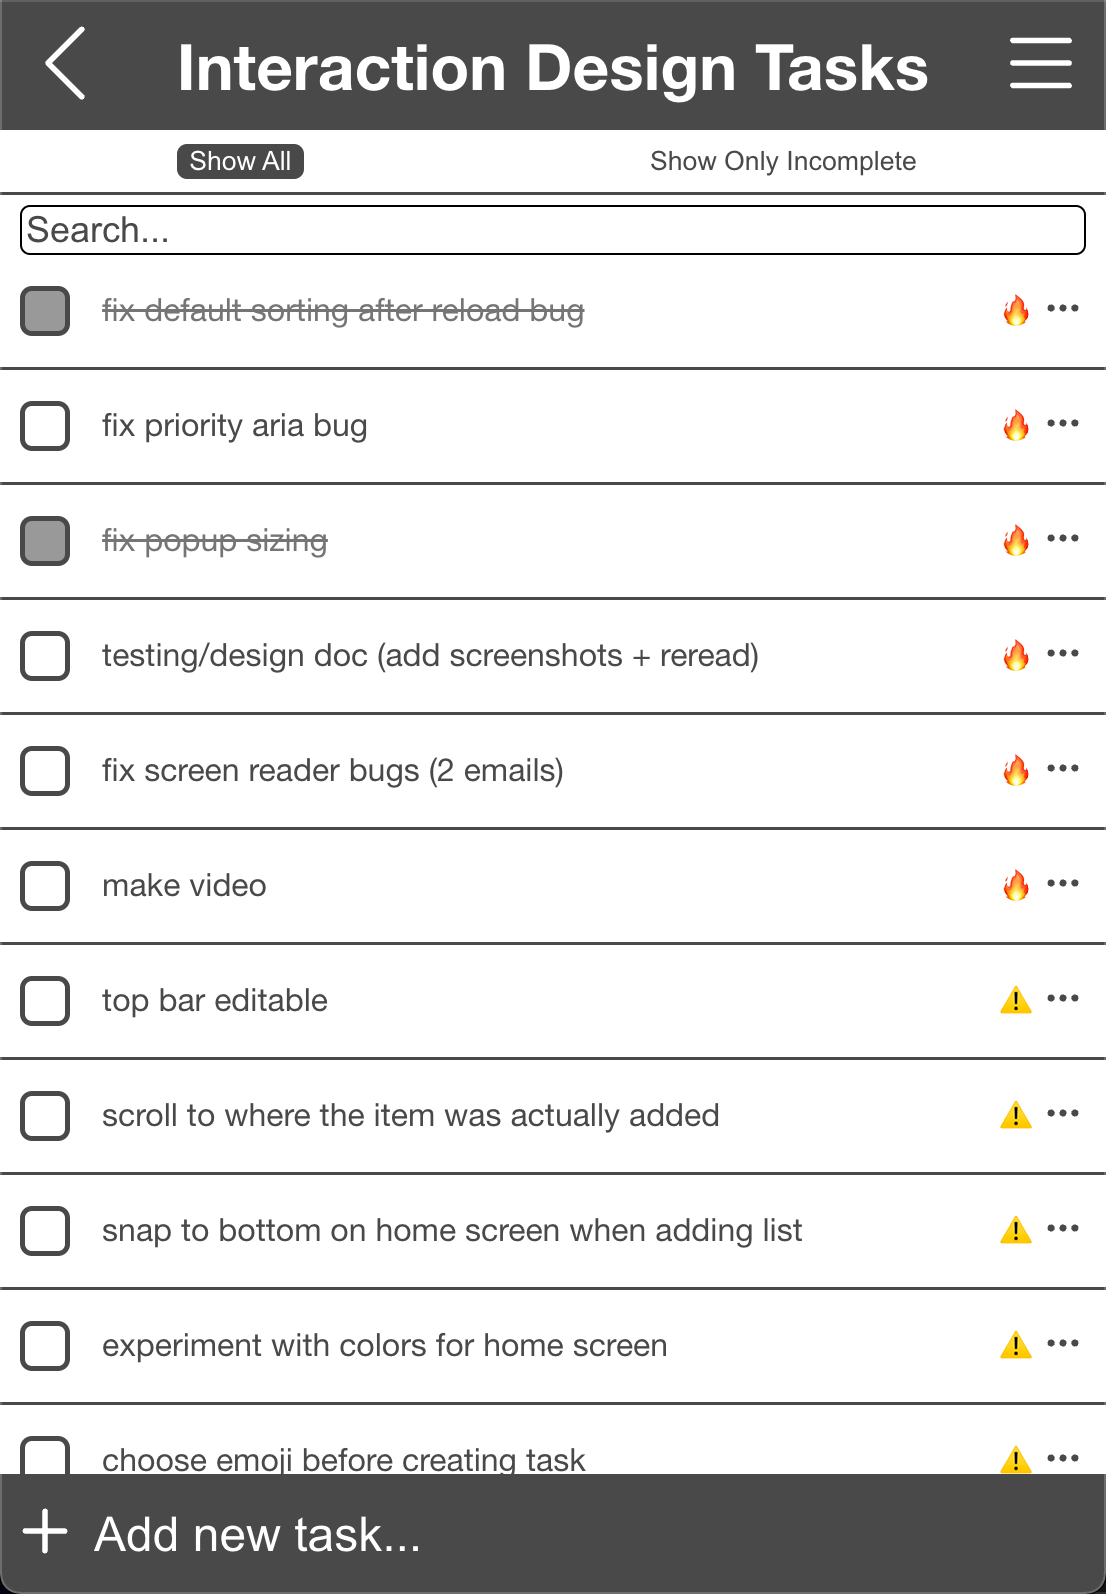 Interaction Design Tasks
Show All
Show Only Incomplete
Search...
fix default sorting after reload bug
fix priority aria bug
fix popup sizing
testing/design doc (add screenshots + reread)
fix screen reader bugs (2 emails)
make video
top bar editable
scroll to where the item was actually added
snap to bottom on home screen when adding list
experiment with colors for home screen
choose emoji before creating task
Add new task...